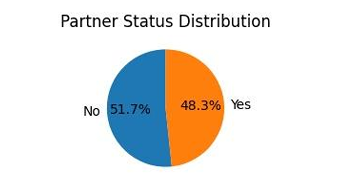 Partner Status Distribution
No 51.7% 48.3% Yes